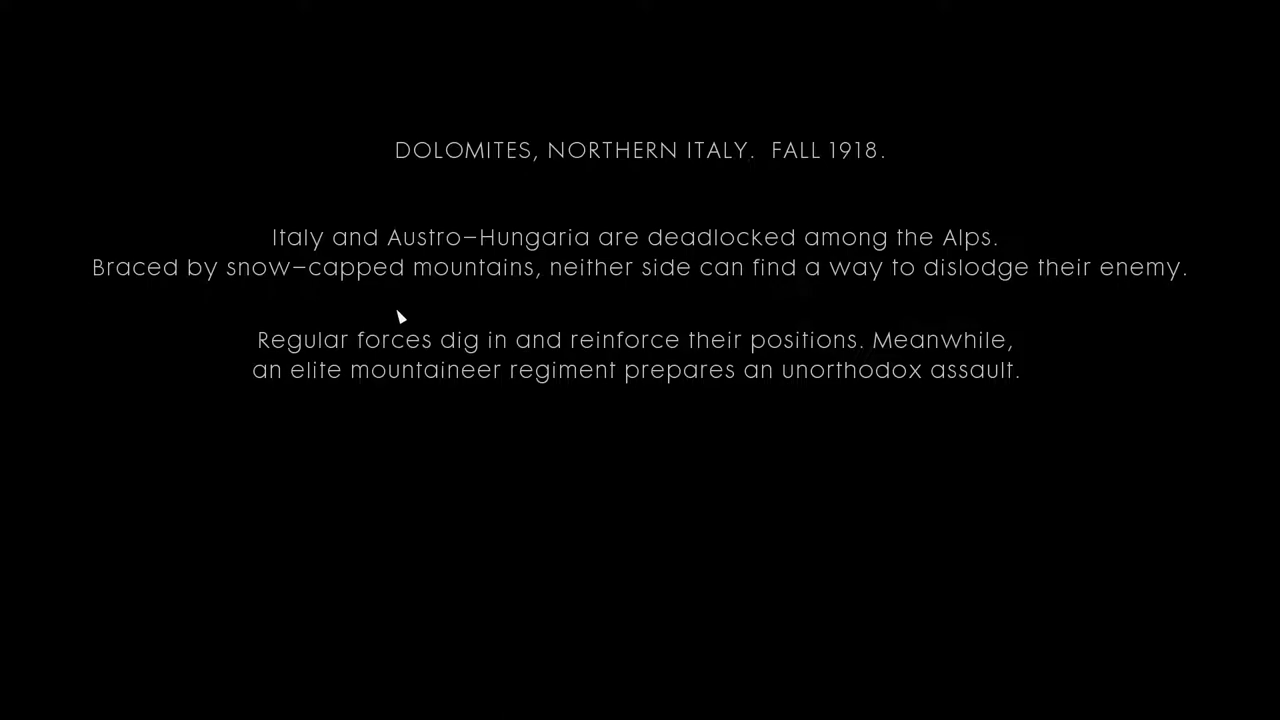 DOLOMITES, NORTHERN ITALY. FALL 1918.
Italy and Austro-Hungaria are deadlocked among the Alps.
Braced by snow-capped mountains, neither side can find a way to dislodge their enemy.
Regular forces dig in and reinforce their positions. Meanwhile,
an elite mountaineer regiment prepares an unorthodox assault.